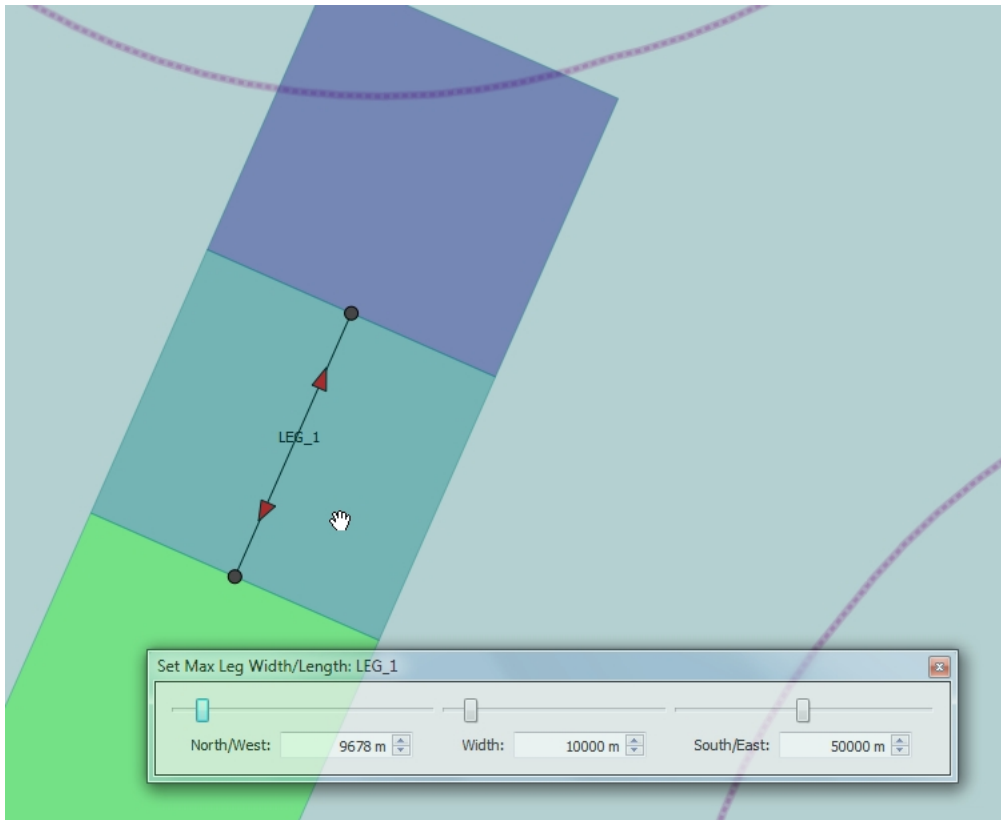 LEG_1
Set Max Leg Width/Length: LEG_1
North/West: 9678 m Width: 10000 m South/East: 50000 m